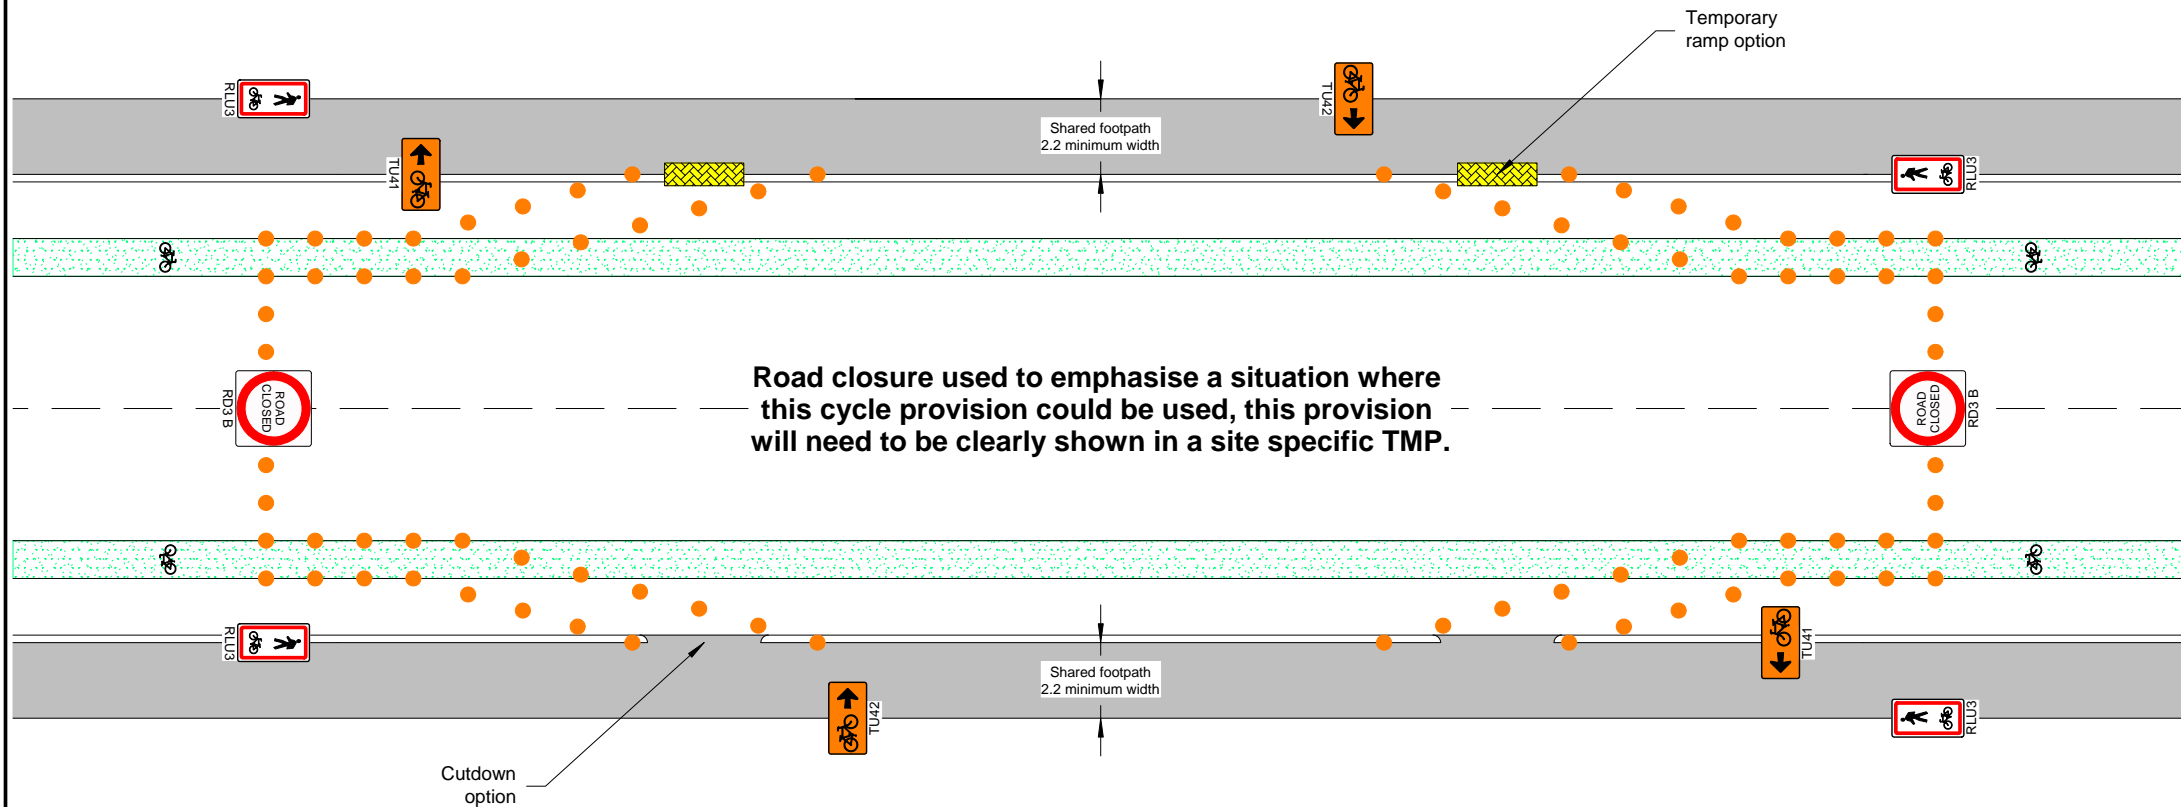 Temporary
ramp option
RLU3
TU42
Shared footpath
2.2 minimum width
TU41
RLU3
ROAD
CLOSED
RD3 B
Road closure used to emphasise a situation where
this cycle provision could be used, this provision
will need to be clearly shown in a site specific TMP.
ROAD
CLOSED
RD3 B
RLU3
TU41
Shared footpath
2.2 minimum width
TU42
RLU3
Cutdown
option